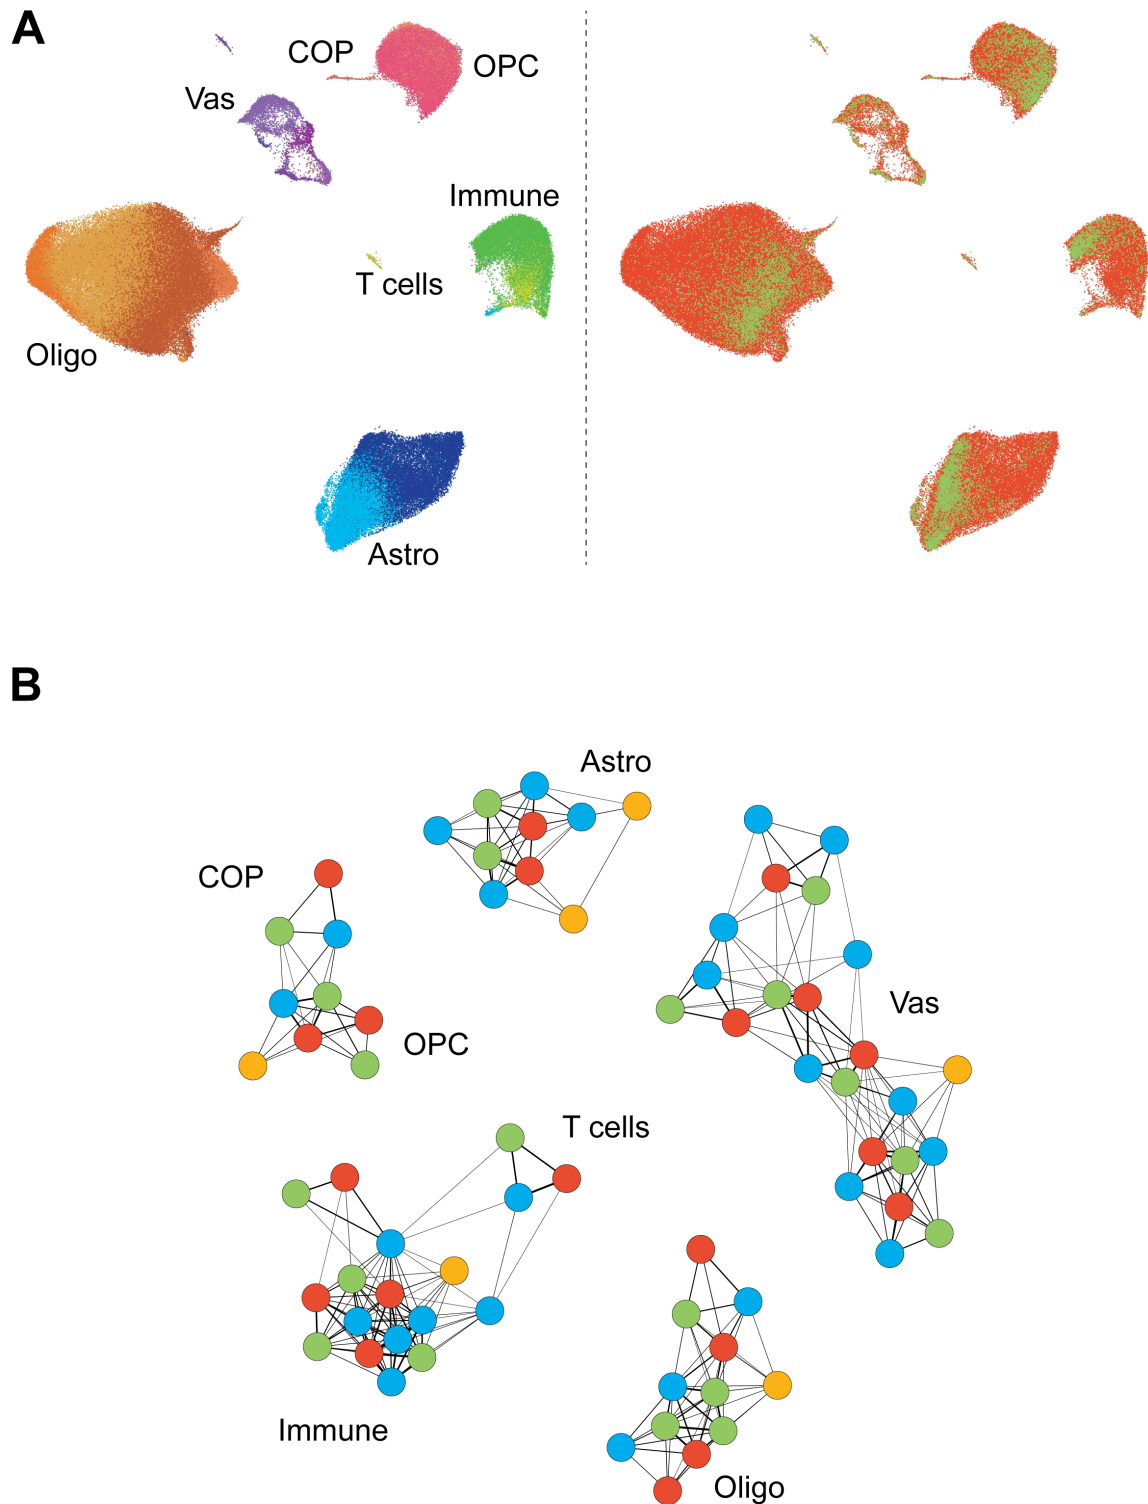 A
COP
OPC
Vas
Immune
T cells
Oligo
Astro
B
Astro
COP
Vas
OPC
T cells
Immune
Oligo